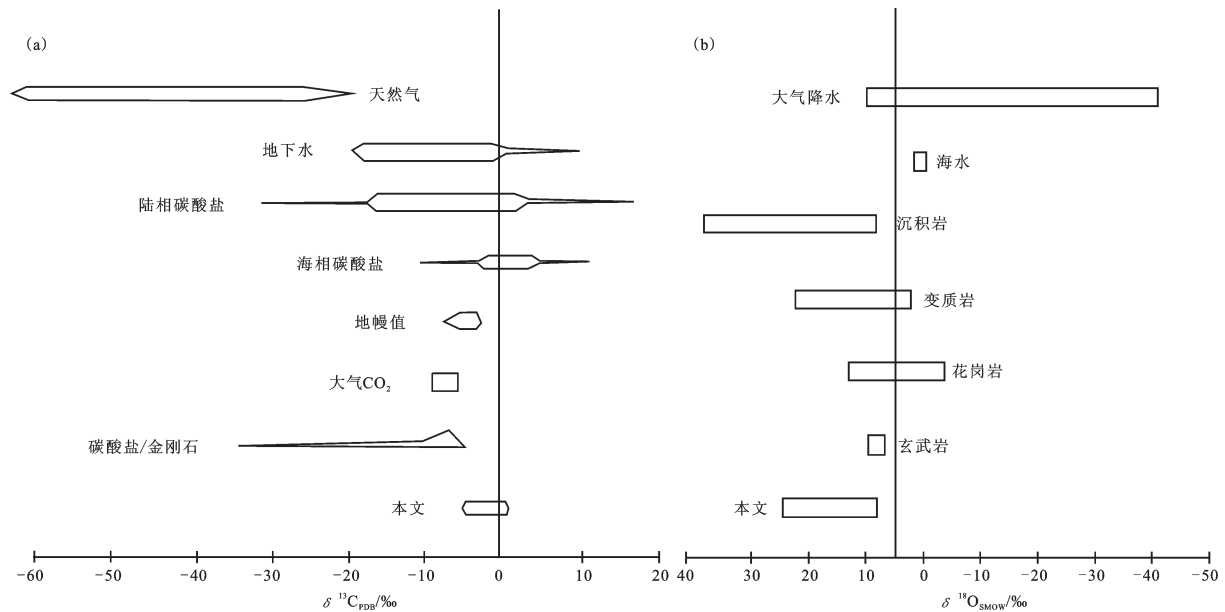 (a)
天然气
地下水
陆相碳酸盐
海相碳酸盐
地幔值
大气CO₂
碳酸盐/金刚石
本文
-60 -50 -40 -30 -20 -10 0 10 20
δ ¹³C_PDB/‰
(b)
大气降水
海水
沉积岩
变质岩
花岗岩
玄武岩
本文
40 30 20 10 0 -10 -20 -30 -40 -50
δ ¹⁸O_SMOW/‰